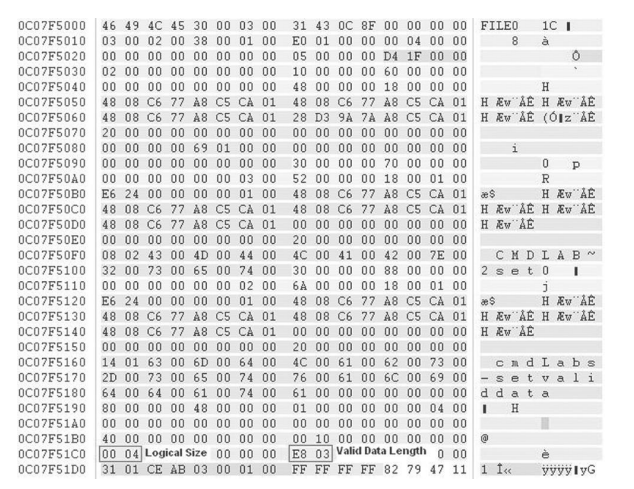 0C07F5000 46 49 4C 45 30 00 03 00 31 43 0C 8F 00 00 00 00 FILE0 1C ▌
0C07F5010 03 00 02 00 38 00 01 00 E0 01 00 00 00 04 00 00 8 à
0C07F5020 00 00 00 00 00 00 00 00 05 00 00 00 D4 1F 00 00 Ô
0C07F5030 02 00 00 00 00 00 00 00 10 00 00 00 60 00 00 00 `
0C07F5040 00 00 00 00 00 00 00 00 48 00 00 00 18 00 00 00 H
0C07F5050 48 08 C6 77 A8 C5 CA 01 48 08 C6 77 A8 C5 CA 01 H Æw¨ÅÊ H Æw¨ÅÊ
0C07F5060 48 08 C6 77 A8 C5 CA 01 28 D3 9A 7A A8 C5 CA 01 H Æw¨ÅÊ (Ó▌z¨ÅÊ
0C07F5070 20 00 00 00 00 00 00 00 00 00 00 00 00 00 00 00
0C07F5080 00 00 00 00 69 01 00 00 00 00 00 00 00 00 00 00 i
0C07F5090 00 00 00 00 00 00 00 00 30 00 00 00 70 00 00 00 0 p
0C07F50A0 00 00 00 00 00 00 03 00 52 00 00 00 18 00 01 00 R
0C07F50B0 E6 24 00 00 00 00 01 00 48 08 C6 77 A8 C5 CA 01 æ$ H Æw¨ÅÊ
0C07F50C0 48 08 C6 77 A8 C5 CA 01 48 08 C6 77 A8 C5 CA 01 H Æw¨ÅÊ H Æw¨ÅÊ
0C07F50D0 48 08 C6 77 A8 C5 CA 01 00 00 00 00 00 00 00 00 H Æw¨ÅÊ
0C07F50E0 00 00 00 00 00 00 00 00 20 00 00 00 00 00 00 00
0C07F50F0 08 02 43 00 4D 00 44 00 4C 00 41 00 42 00 7E 00 C M D L A B ~
0C07F5100 32 00 73 00 65 00 74 00 30 00 00 00 88 00 00 00 2 s e t 0 ▌
0C07F5110 00 00 00 00 00 00 02 00 6A 00 00 00 18 00 01 00 j
0C07F5120 E6 24 00 00 00 00 01 00 48 08 C6 77 A8 C5 CA 01 æ$ H Æw¨ÅÊ
0C07F5130 48 08 C6 77 A8 C5 CA 01 48 08 C6 77 A8 C5 CA 01 H Æw¨ÅÊ H Æw¨ÅÊ
0C07F5140 48 08 C6 77 A8 C5 CA 01 00 00 00 00 00 00 00 00 H Æw¨ÅÊ
0C07F5150 00 00 00 00 00 00 00 00 20 00 00 00 00 00 00 00
0C07F5160 14 01 63 00 6D 00 64 00 4C 00 61 00 62 00 73 00 c m d L a b s
0C07F5170 2D 00 73 00 65 00 74 00 76 00 61 00 6C 00 69 00 - s e t v a l i
0C07F5180 64 00 64 00 61 00 74 00 61 00 00 00 00 00 00 00 d d a t a
0C07F5190 80 00 00 00 48 00 00 00 01 00 00 00 00 00 04 00 ▌ H
0C07F51A0 00 00 00 00 00 00 00 00 00 00 00 00 00 00 00 00
0C07F51B0 40 00 00 00 00 00 00 00 00 10 00 00 00 00 00 00 @
0C07F51C0 00 04 Logical Size E8 03 Valid Data Length 0 00 è
0C07F51D0 31 01 CE AB 03 00 01 00 FF FF FF FF 82 79 47 11 1 Î« ÿÿÿÿ▌yG